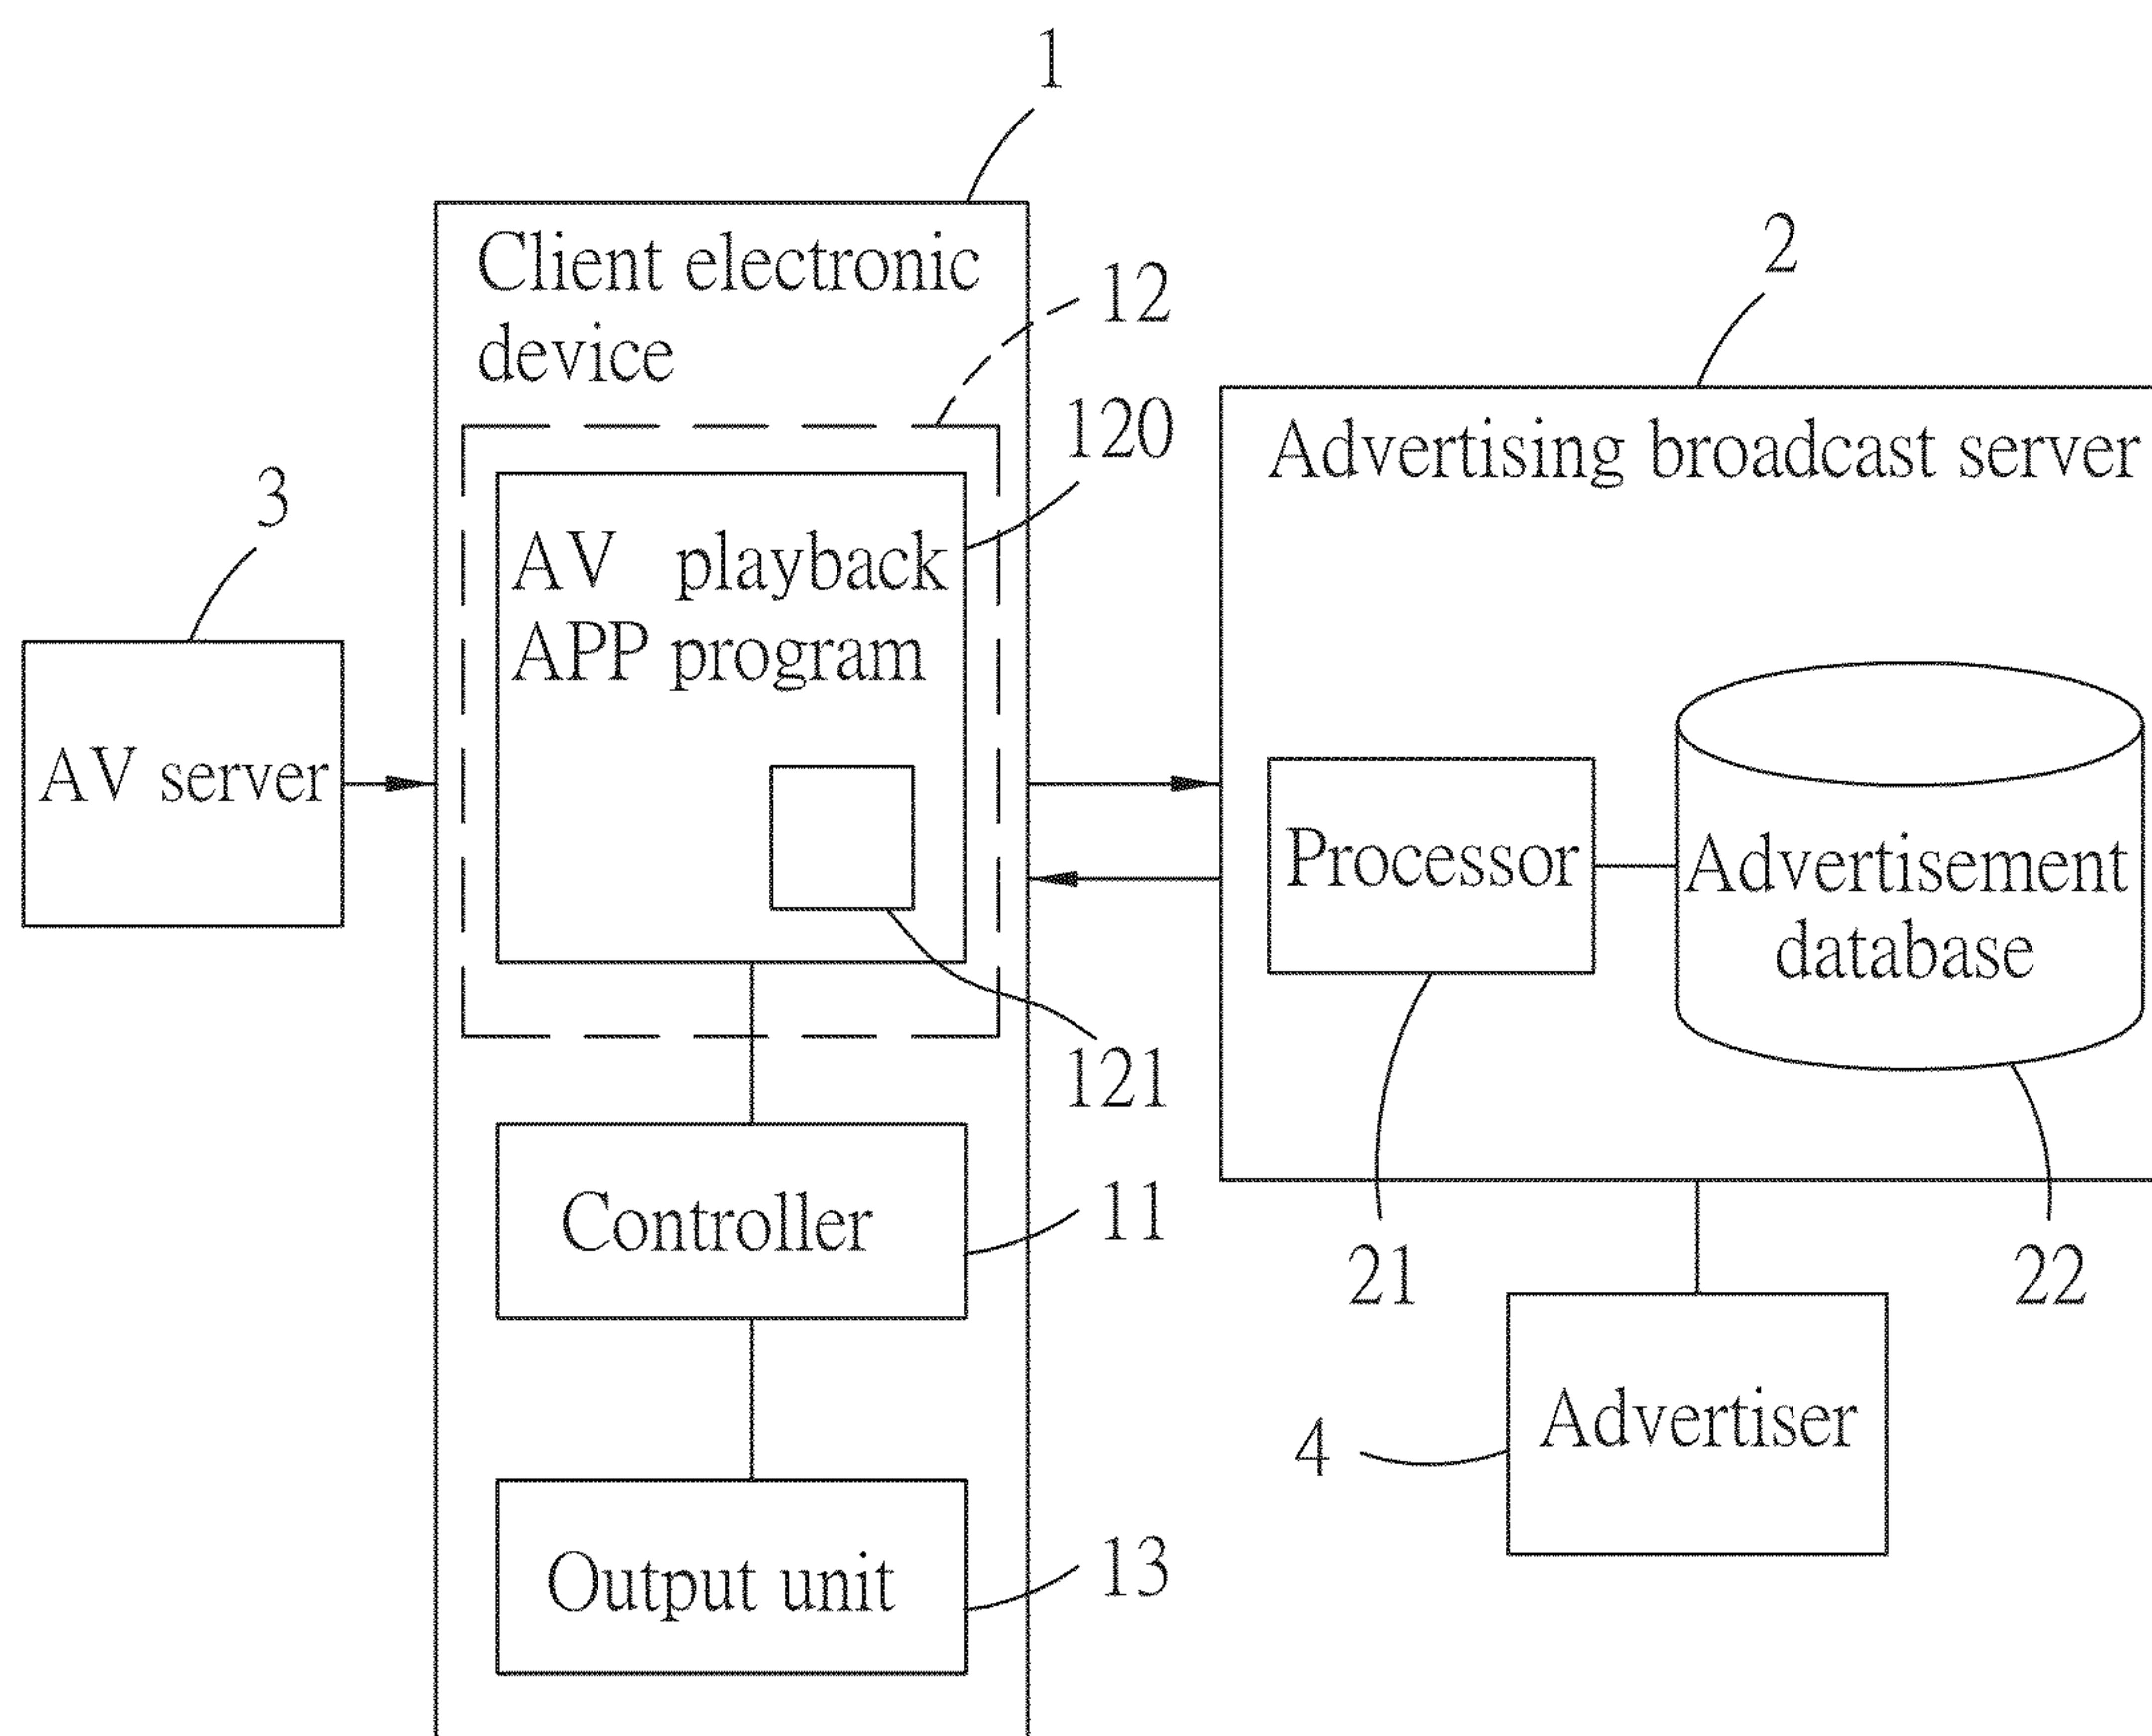 1
Client electronic
device
12
120
2
Advertising broadcast server
3
AV playback
APP program
AV server
Processor
Advertisement
database
121
Controller
11
21
22
Advertiser
4
Output unit
13